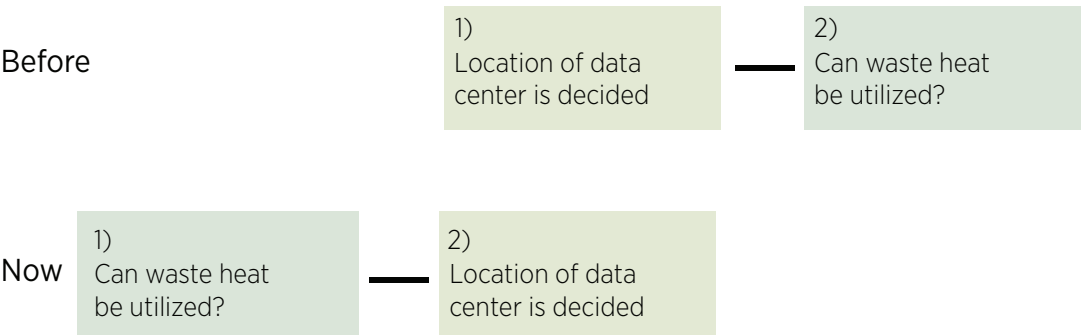 Before
1)
Location of data
center is decided
2)
Can waste heat
be utilized?
Now
1)
Can waste heat
be utilized?
2)
Location of data
center is decided